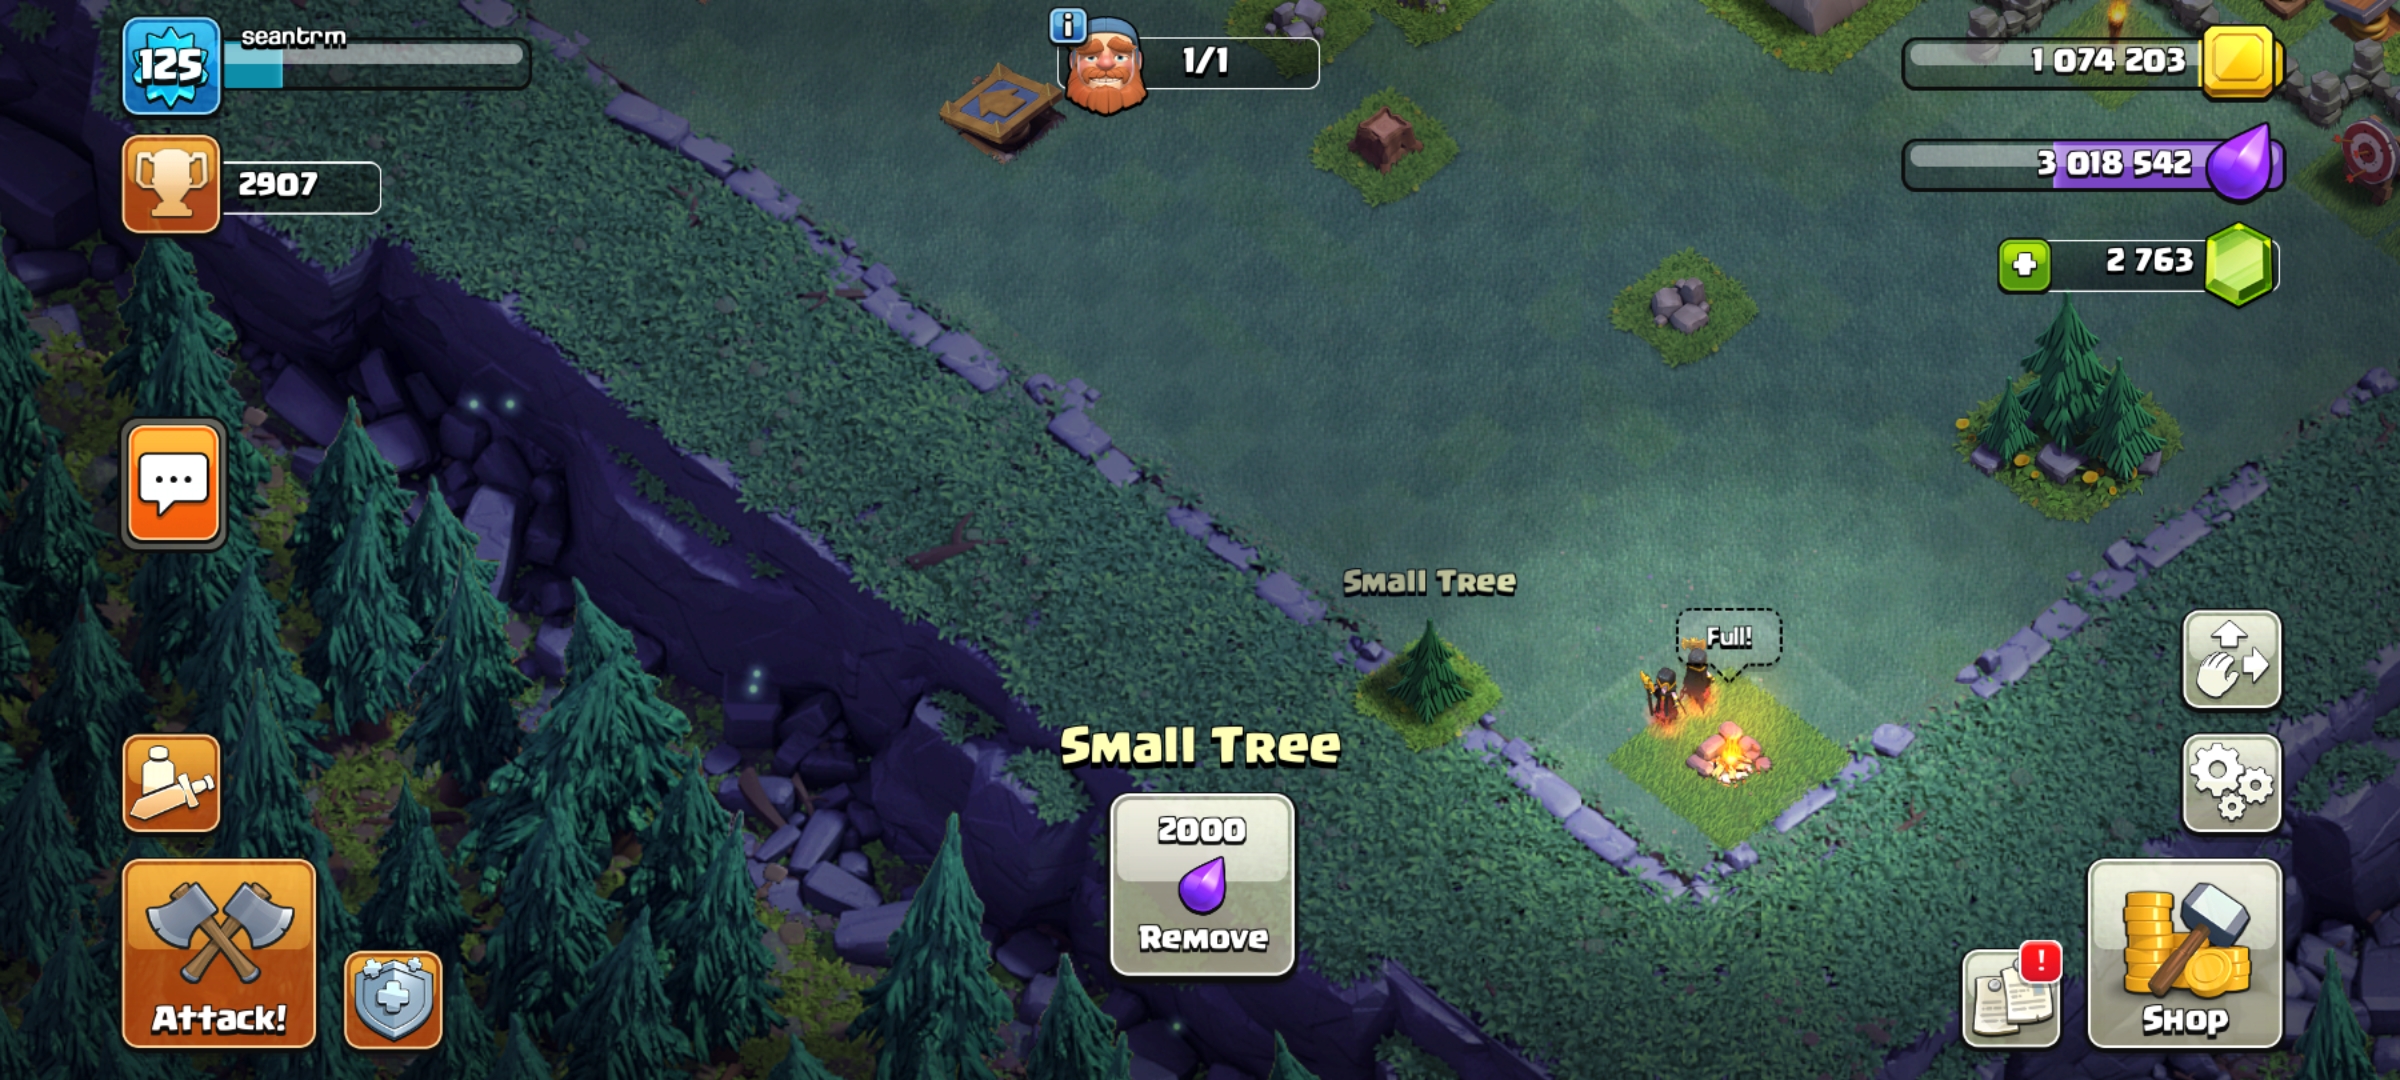 125
seantrm
1/1
1 074 203
2907
3 018 542
2 763
Small Tree
Full!
Small Tree
2000
Remove
Attack!
!
Shop